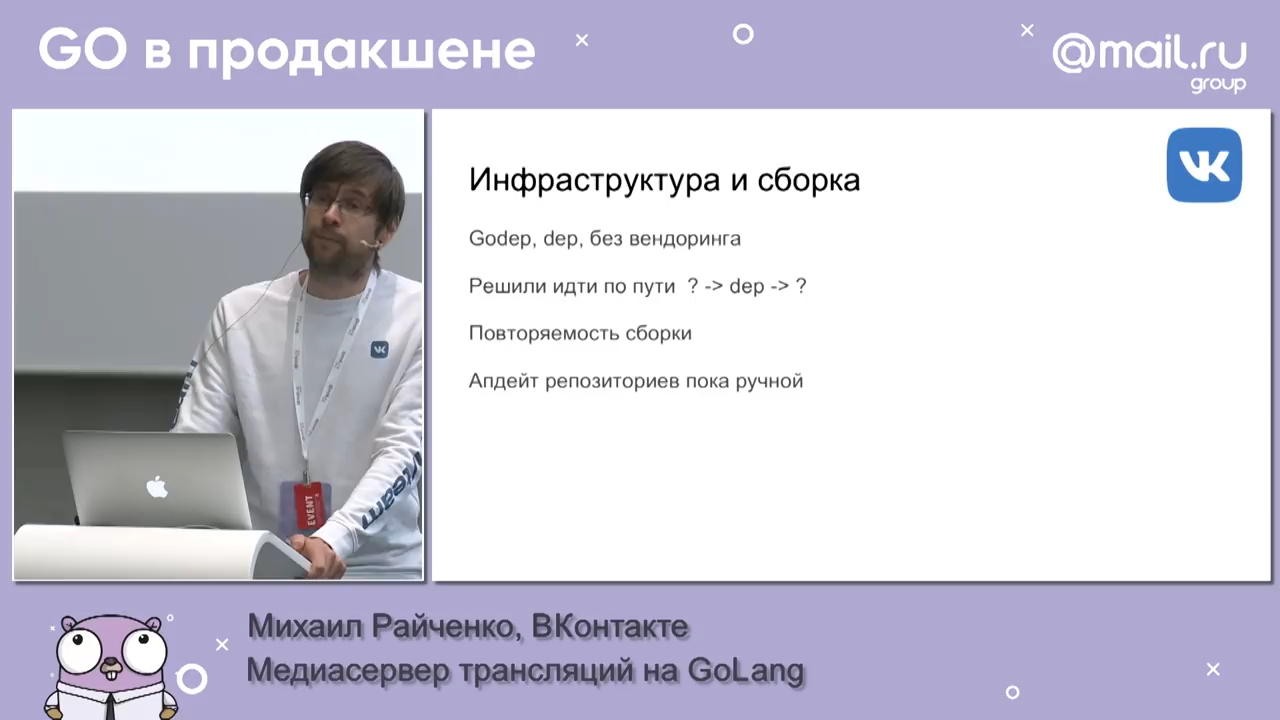 GO в продакшене
@mail.ru
group
Инфраструктура и сборка
Godep, dep, без вендоринга
Решили идти по пути ? -> dep -> ?
Повторяемость сборки
Апдейт репозиториев пока ручной
EVENT
Михаил Райченко, ВКонтакте
Медиасервер трансляций на GoLang